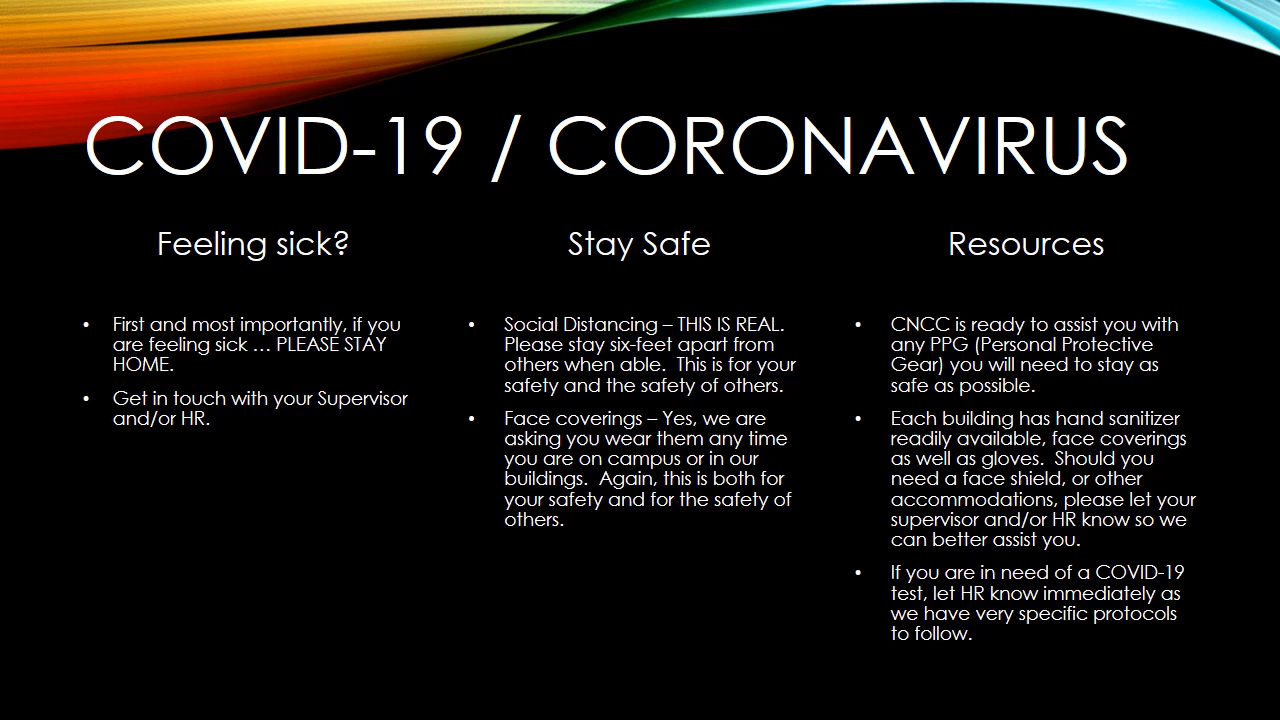 COVID-19 / CORONAVIRUS
Feeling sick?
• First and most importantly, if you
are feeling sick … PLEASE STAY
HOME.
• Get in touch with your Supervisor
and/or HR.
Stay Safe
• Social Distancing – THIS IS REAL.
Please stay six-feet apart from
others when able.  This is for your
safety and the safety of others.
• Face coverings – Yes, we are
asking you wear them any time
you are on campus or in our
buildings.  Again, this is both for
your safety and for the safety of
others.
Resources
• CNCC is ready to assist you with
any PPG (Personal Protective
Gear) you will need to stay as
safe as possible.
• Each building has hand sanitizer
readily available, face coverings
as well as gloves.  Should you
need a face shield, or other
accommodations, please let your
supervisor and/or HR know so we
can better assist you.
• If you are in need of a COVID-19
test, let HR know immediately as
we have very specific protocols
to follow.